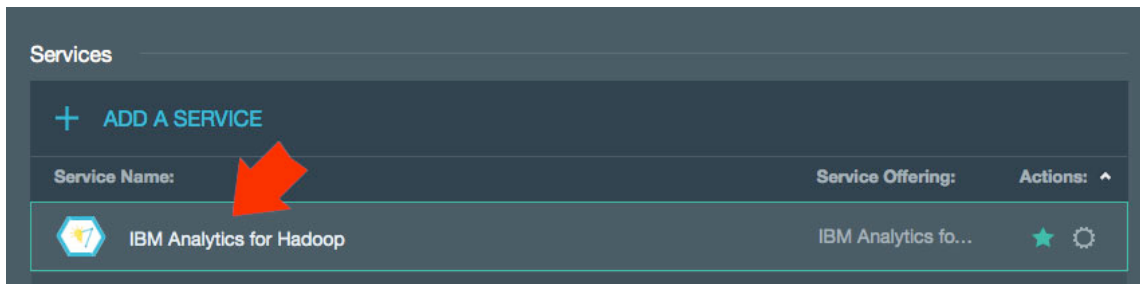 Services
ADD A SERVICE
Service Name: Service Offering: Actions:
IBM Analytics for Hadoop IBM Analytics fo...